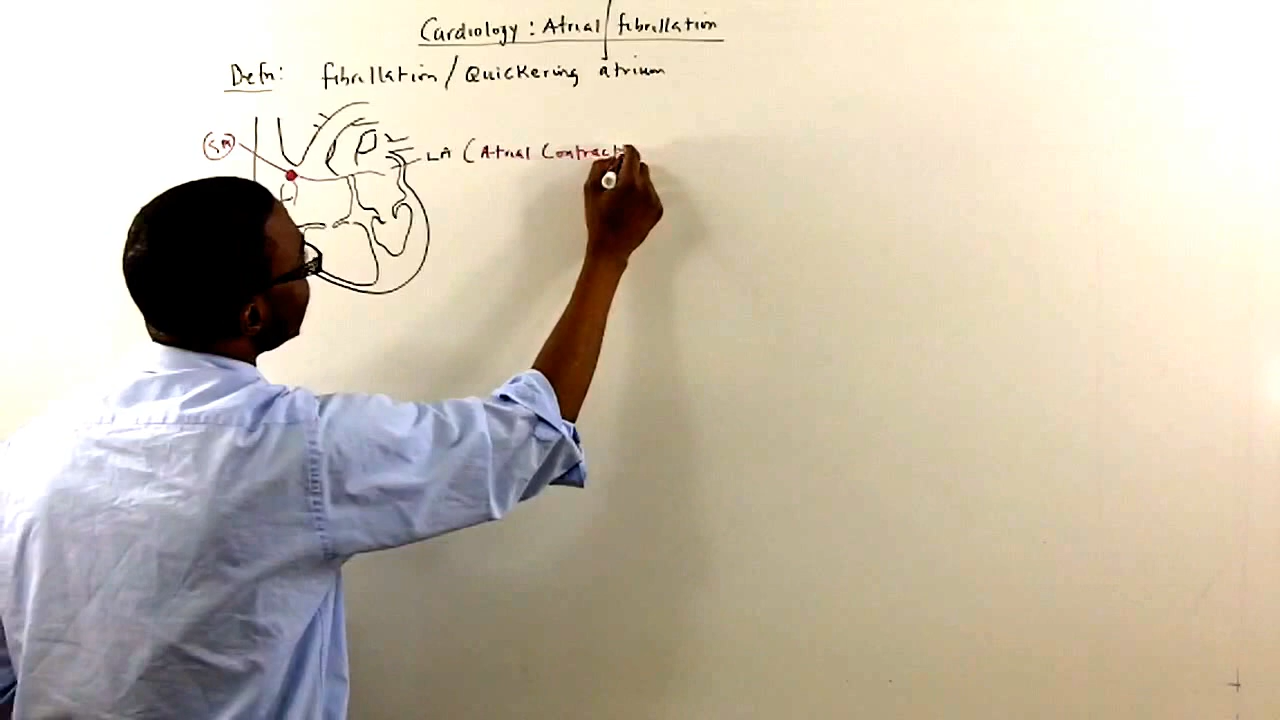 Cardiology: Atrial fibrillation
Defn: fibrillation/Quickering atrium
SA
LA (Atrial Contract